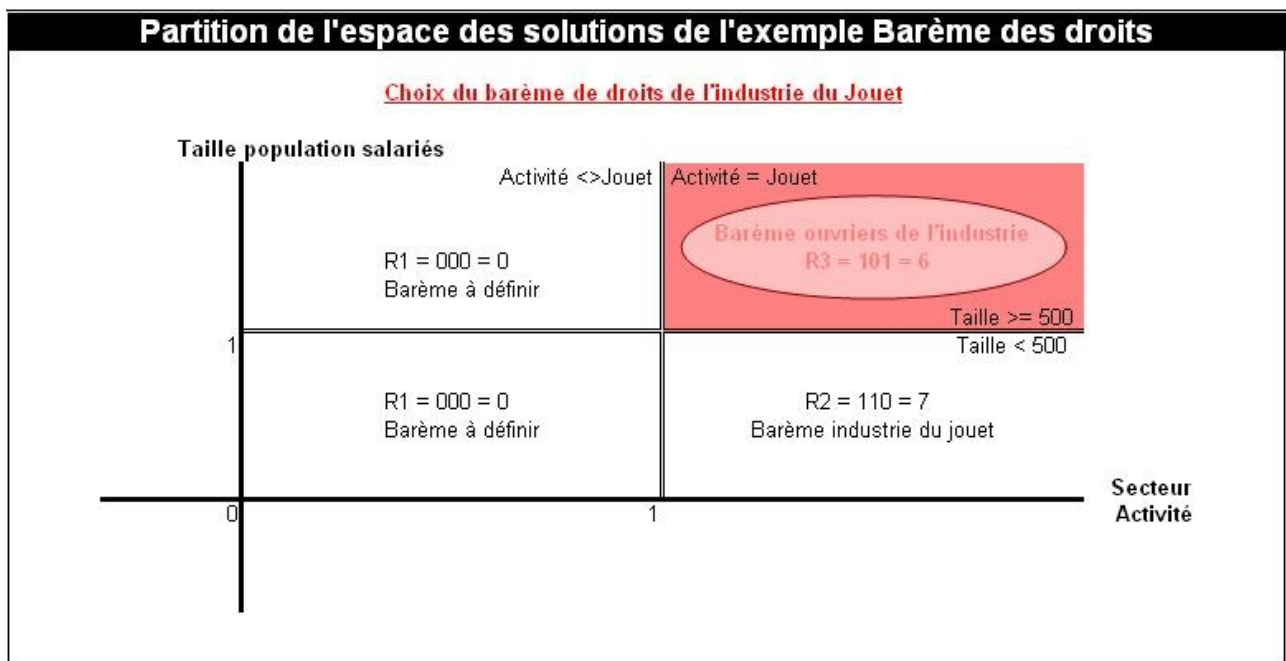 Partition de l'espace des solutions de l'exemple Barème des droits
Choix du barème de droits de l'industrie du Jouet
Taille population salariés
Activité <>Jouet
Activité = Jouet
Barème ouvriers de l'industrie
R3 = 101 = 6
R1 = 000 = 0
Barème à définir
Taille >= 500
1
Taille < 500
R1 = 000 = 0
Barème à définir
R2 = 110 = 7
Barème industrie du jouet
Secteur
Activité
0
1